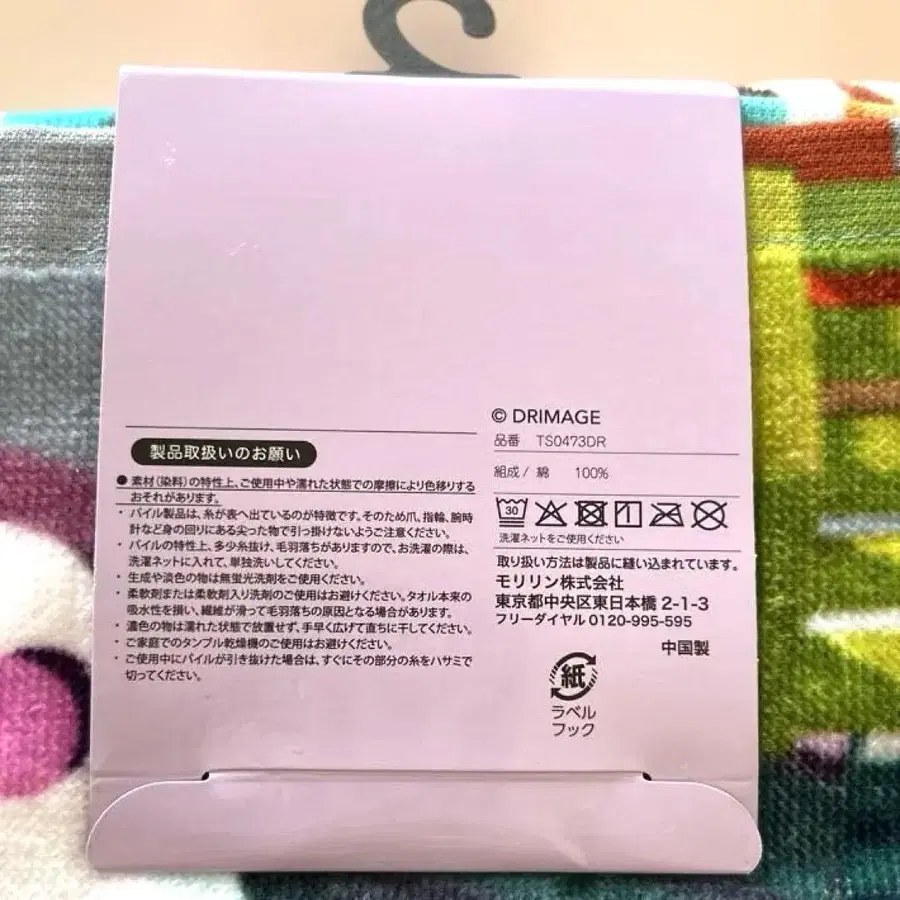 製品取扱いのお願い
● 素材(染料)の特性上、ご使用中や濡れた状態での摩擦により色移りする
おそれがあります。
・パイル製品は、糸が表へ出ているのが特徴です。そのため爪、指輪、腕時
計など身の回りにある尖った物で引っ掛けないようご注意ください。
・パイルの特性上、多少糸抜け、毛羽落ちがありますので、お洗濯の際は、
洗濯ネットに入れて、単独洗いしてください。
・生成や淡色の物は無蛍光洗剤をご使用ください。
・柔軟剤または柔軟剤入り洗剤のご使用はお避けください。タオル本来の
吸水性を損い、繊維が滑って毛羽落ちの原因となる場合があります。
・濃色の物は濡れた状態で放置せず、手早く広げて直ちに干してください。
・ご家庭でのタンブル乾燥機のご使用はお避けください。
・ご使用中にパイルが引き抜けた場合は、すぐにその部分の糸をハサミで
切ってください。
© DRIMAGE
品番 TS0473DR
組成/ 綿 100%
30
洗濯ネットをご使用ください
取り扱い方法は製品に縫い込まれています。
モリリン株式会社
東京都中央区東日本橋 2-1-3
フリーダイヤル 0120-995-595
中国製
紙
ラベル
フック